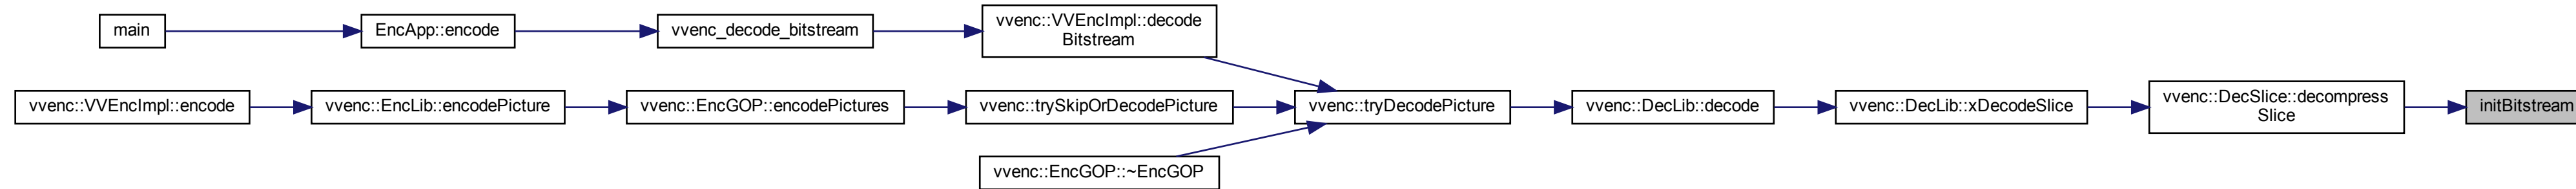 main
EncApp::encode
vvenc_decode_bitstream
vvenc::VVEncImpl::decode
Bitstream
vvenc::VVEncImpl::encode
vvenc::EncLib::encodePicture
vvenc::EncGOP::encodePictures
vvenc::trySkipOrDecodePicture
vvenc::tryDecodePicture
vvenc::DecLib::decode
vvenc::DecLib::xDecodeSlice
vvenc::DecSlice::decompress
Slice
initBitstream
vvenc::EncGOP::~EncGOP